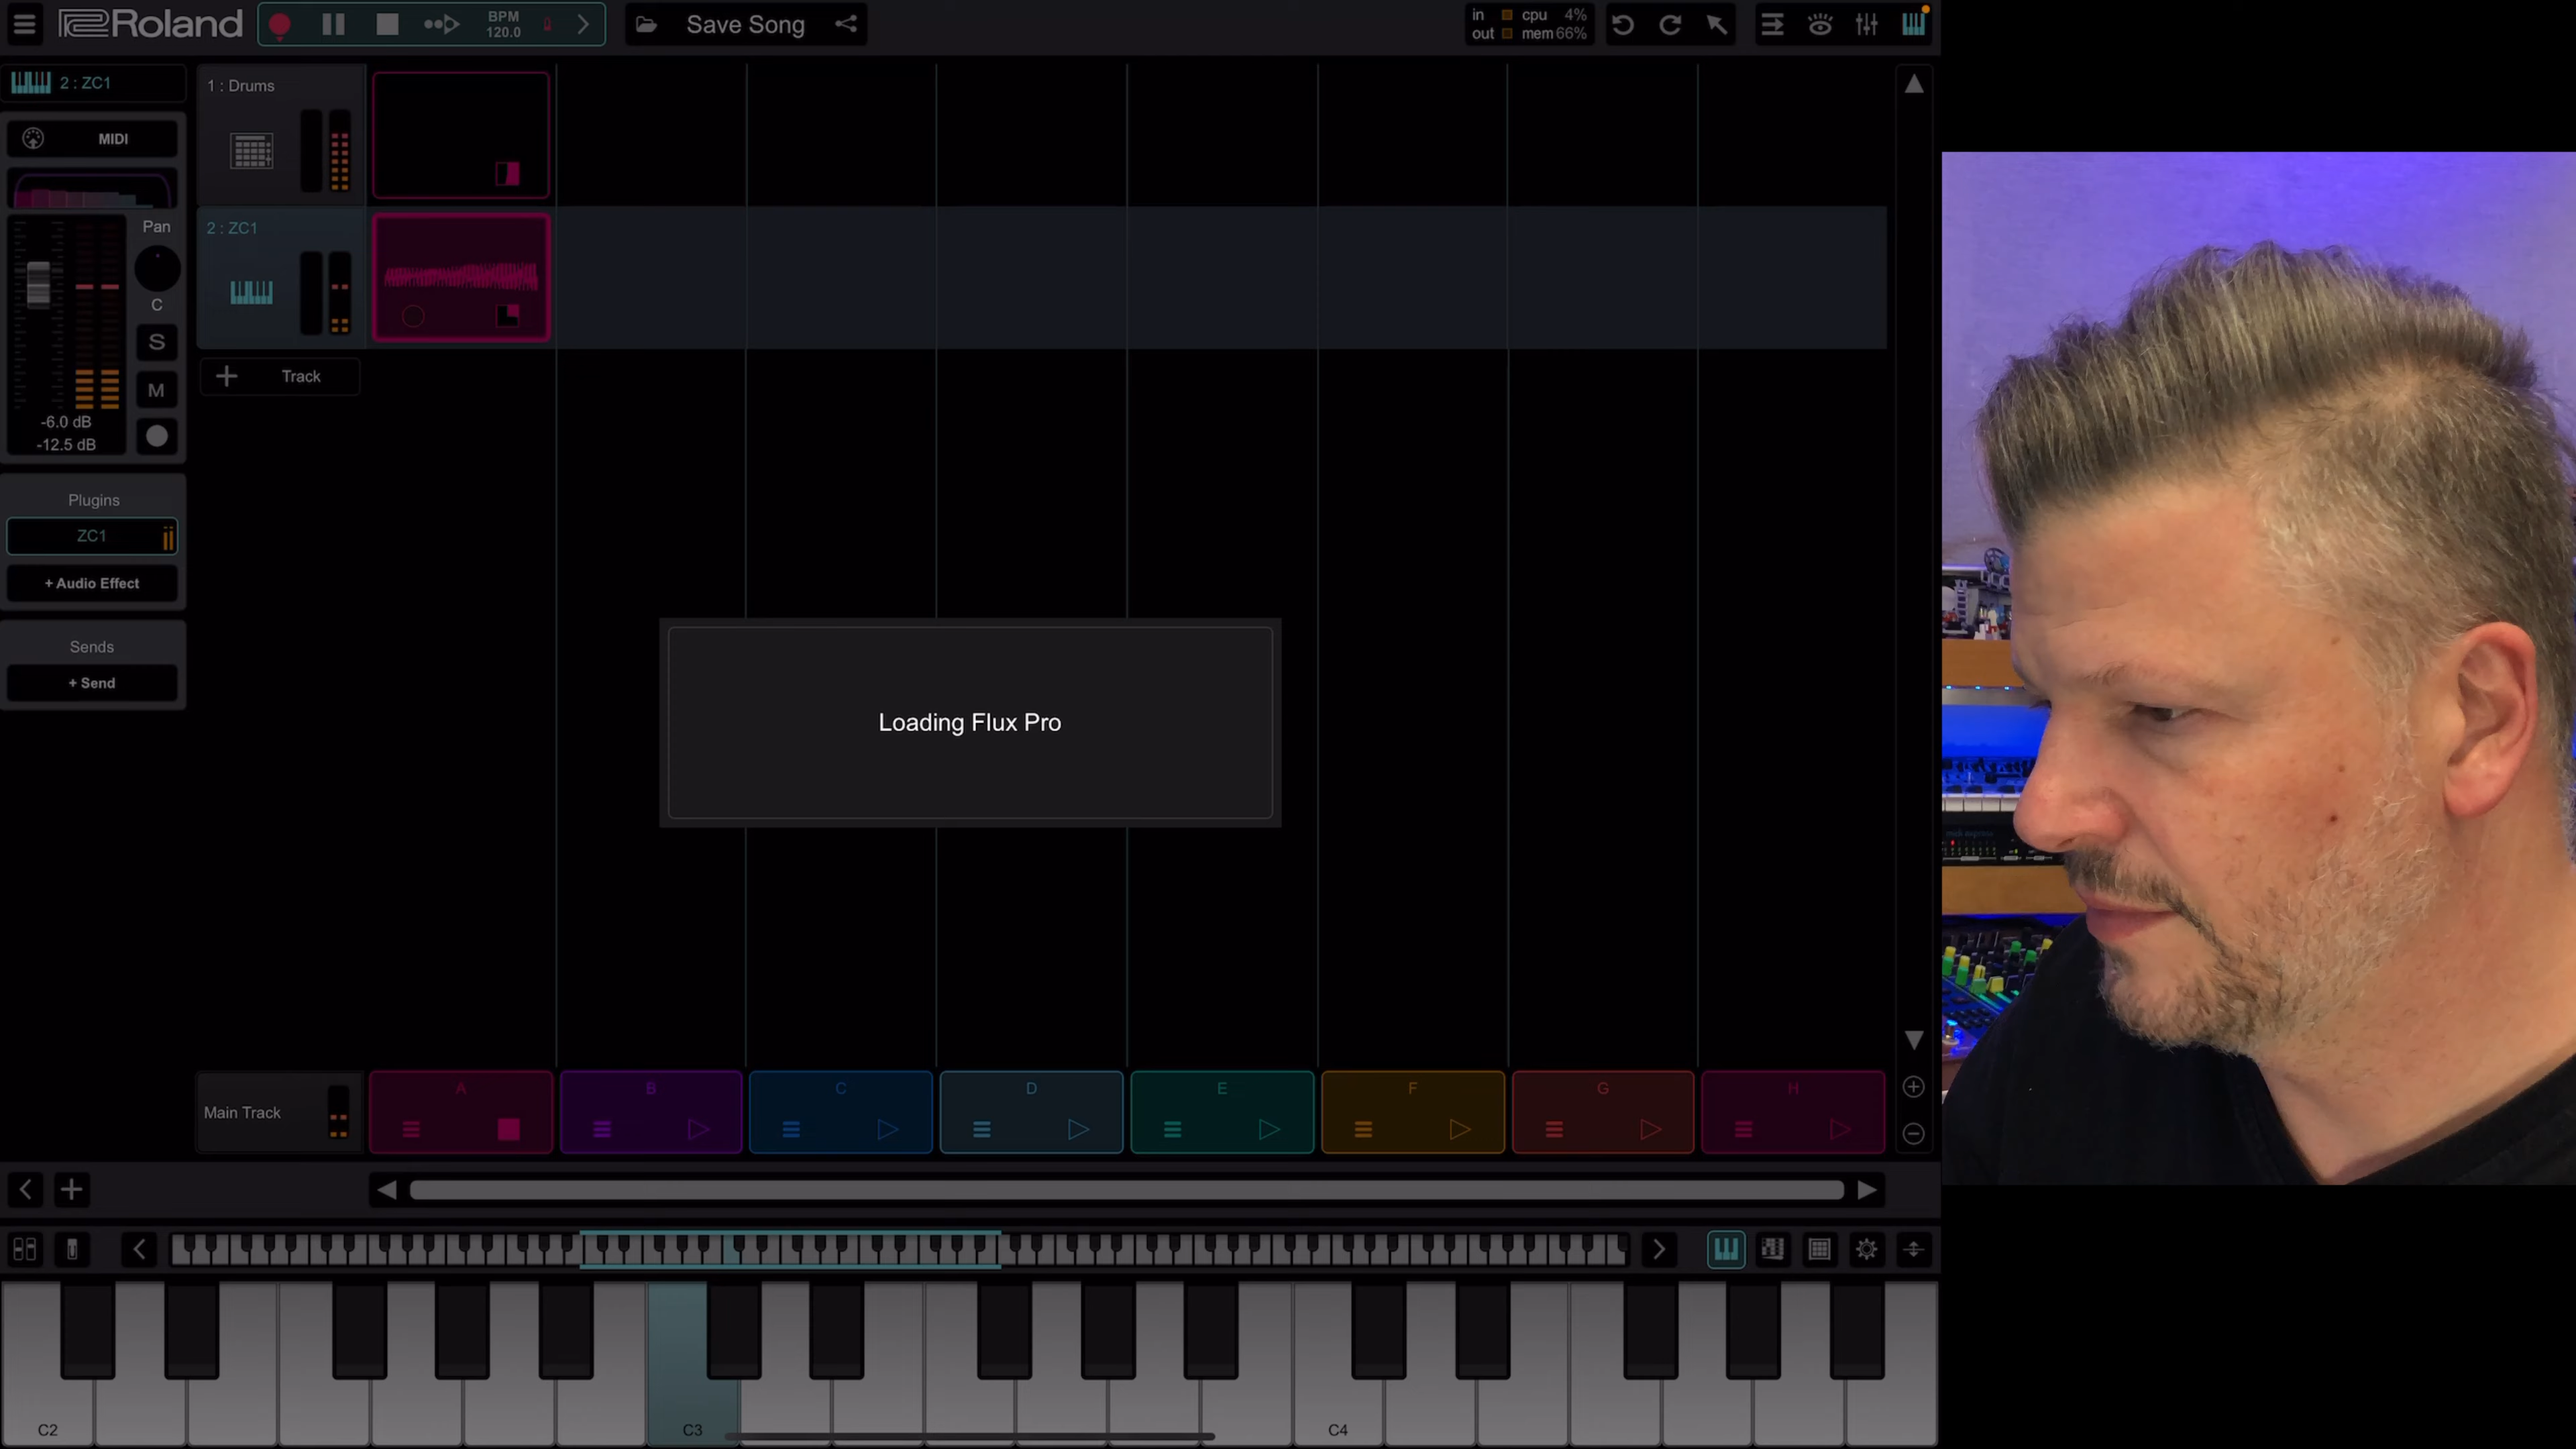 Roland
BPM
120.0
Save Song
in
cpu 4%
out
mem 66%
2 : ZC1
MIDI
Pan
C
S
M
-6.0 dB
-12.5 dB
Plugins
ZC1
+ Audio Effect
Sends
+ Send
1 : Drums
2 : ZC1
Track
Loading Flux Pro
Main Track
A
B
C
D
E
F
G
H
C2
C3
C4
midi express